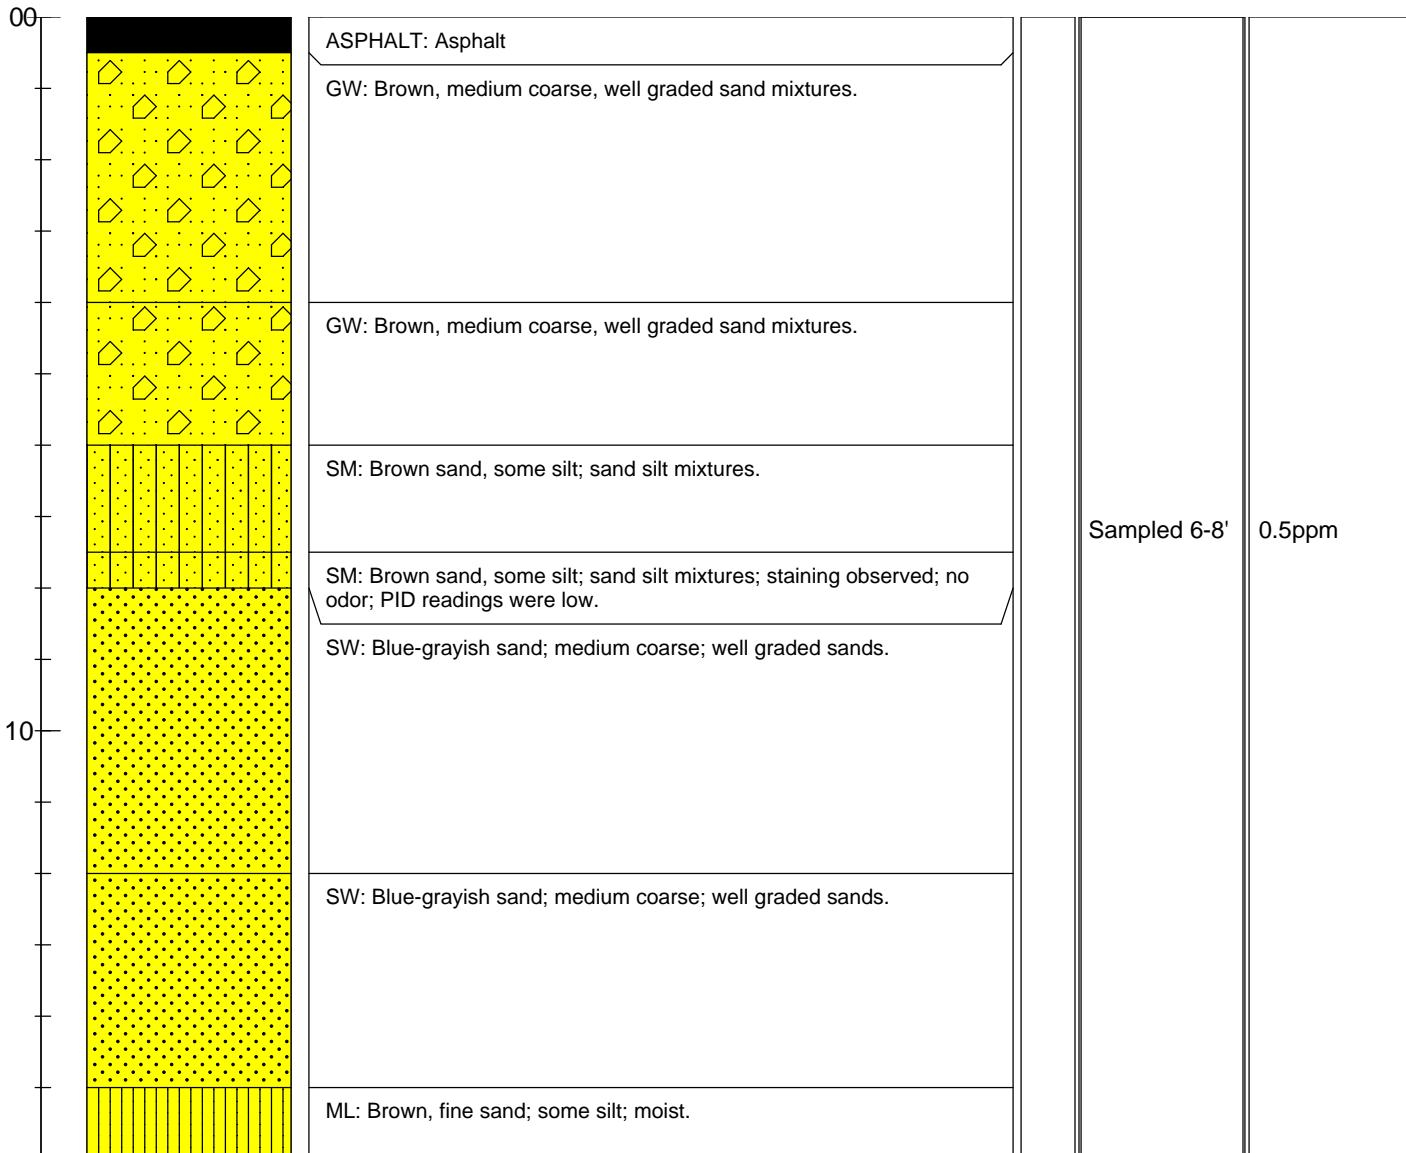 00
ASPHALT: Asphalt
GW: Brown, medium coarse, well graded sand mixtures.
GW: Brown, medium coarse, well graded sand mixtures.
SM: Brown sand, some silt; sand silt mixtures.
Sampled 6-8'
0.5ppm
SM: Brown sand, some silt; sand silt mixtures; staining observed; no
odor; PID readings were low.
SW: Blue-grayish sand; medium coarse; well graded sands.
10
SW: Blue-grayish sand; medium coarse; well graded sands.
ML: Brown, fine sand; some silt; moist.